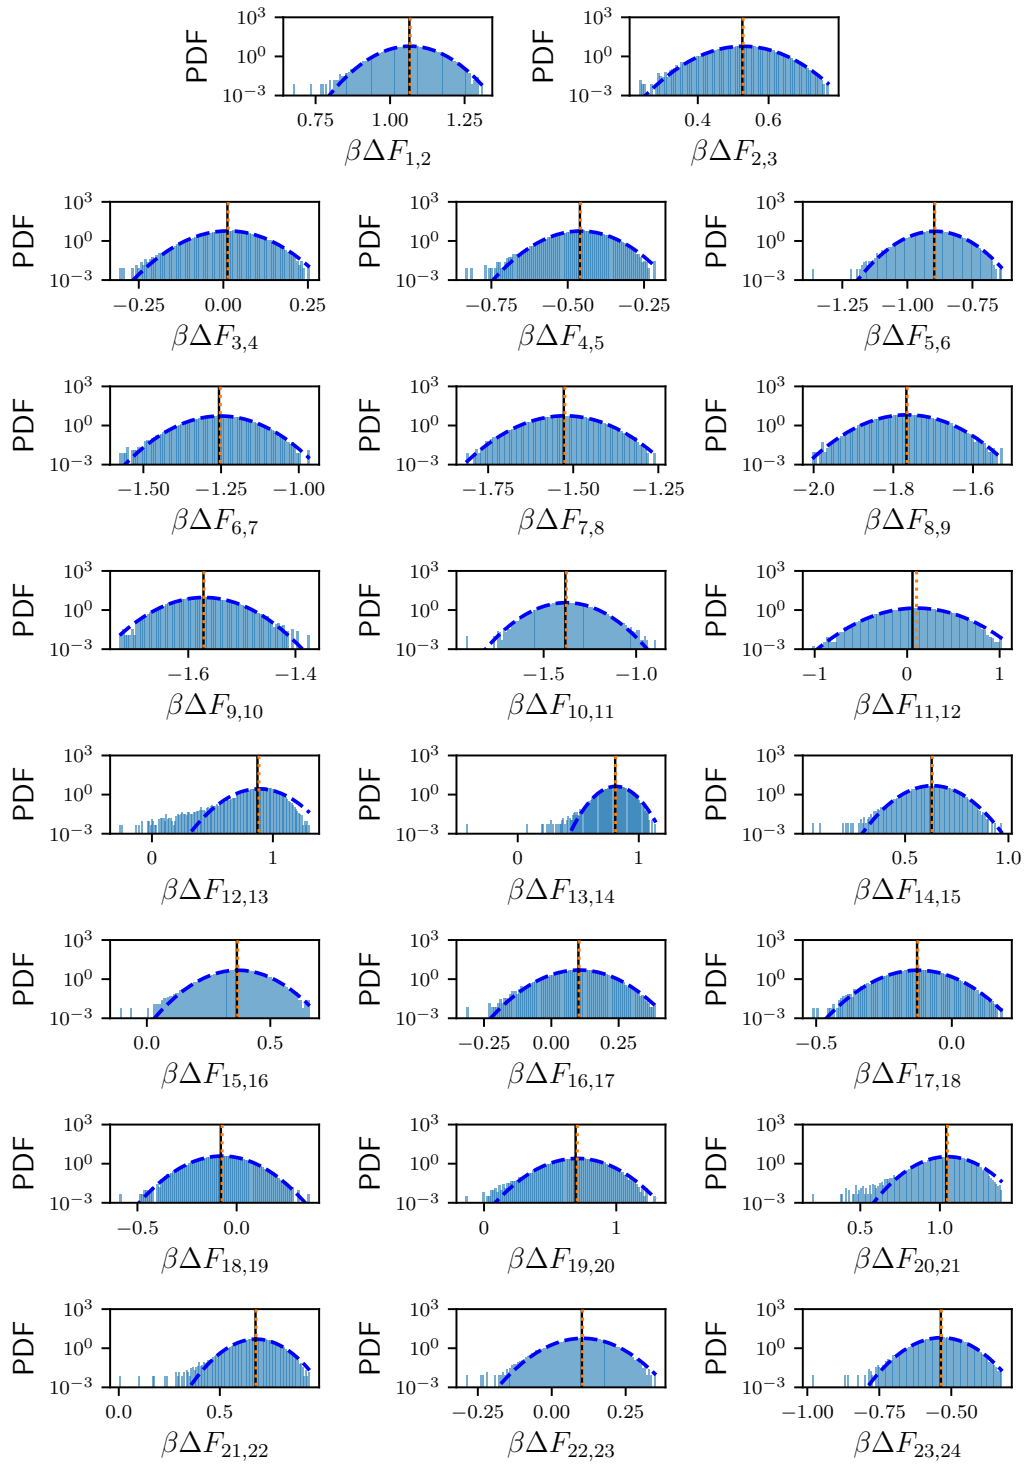 PDF 10^3 10^0 10^−3 0.75 1.00 1.25 βΔF_{1,2}
PDF 10^3 10^0 10^−3 0.4 0.6 βΔF_{2,3}
PDF 10^3 10^0 10^−3 −0.25 0.00 0.25 βΔF_{3,4}
PDF 10^3 10^0 10^−3 −0.75 −0.50 −0.25 βΔF_{4,5}
PDF 10^3 10^0 10^−3 −1.25 −1.00 −0.75 βΔF_{5,6}
PDF 10^3 10^0 10^−3 −1.50 −1.25 −1.00 βΔF_{6,7}
PDF 10^3 10^0 10^−3 −1.75 −1.50 −1.25 βΔF_{7,8}
PDF 10^3 10^0 10^−3 −2.0 −1.8 −1.6 βΔF_{8,9}
PDF 10^3 10^0 10^−3 −1.6 −1.4 βΔF_{9,10}
PDF 10^3 10^0 10^−3 −1.5 −1.0 βΔF_{10,11}
PDF 10^3 10^0 10^−3 −1 0 1 βΔF_{11,12}
PDF 10^3 10^0 10^−3 0 1 βΔF_{12,13}
PDF 10^3 10^0 10^−3 0 1 βΔF_{13,14}
PDF 10^3 10^0 10^−3 0.5 1.0 βΔF_{14,15}
PDF 10^3 10^0 10^−3 0.0 0.5 βΔF_{15,16}
PDF 10^3 10^0 10^−3 −0.25 0.00 0.25 βΔF_{16,17}
PDF 10^3 10^0 10^−3 −0.5 0.0 βΔF_{17,18}
PDF 10^3 10^0 10^−3 −0.5 0.0 βΔF_{18,19}
PDF 10^3 10^0 10^−3 0 1 βΔF_{19,20}
PDF 10^3 10^0 10^−3 0.5 1.0 βΔF_{20,21}
PDF 10^3 10^0 10^−3 0.0 0.5 βΔF_{21,22}
PDF 10^3 10^0 10^−3 −0.25 0.00 0.25 βΔF_{22,23}
PDF 10^3 10^0 10^−3 −1.00 −0.75 −0.50 βΔF_{23,24}